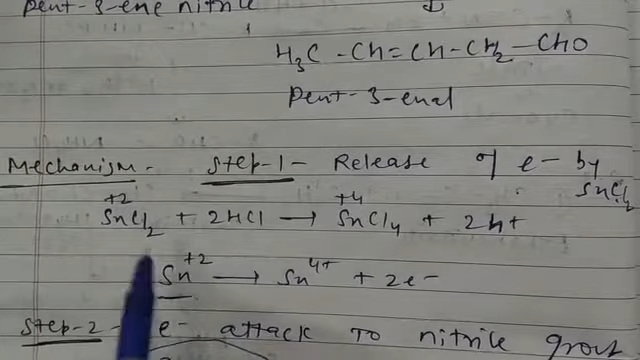 Pent-3-ene nitrile
H3C-CH=CH-CH2-CHO
Pent-3-enal
Mechanism- Step-1- Release of e- by SnCl2
+2 +4
SnCl2 + 2HCl → SnCl4 + 2H+
Sn+2 → Sn4+ + 2e-
Step-2- e- attack to nitrile group